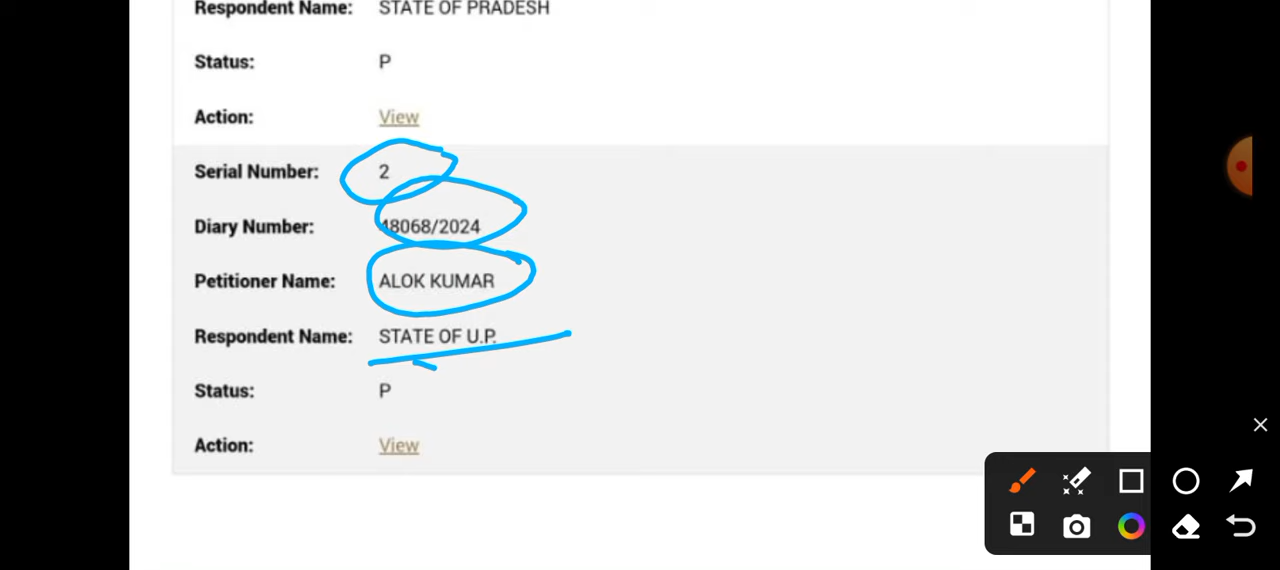 Respondent Name: STATE OF PRADESH
Status: P
Action: View
Serial Number: 2
Diary Number: 48068/2024
Petitioner Name: ALOK KUMAR
Respondent Name: STATE OF U.P.
Status: P
Action: View